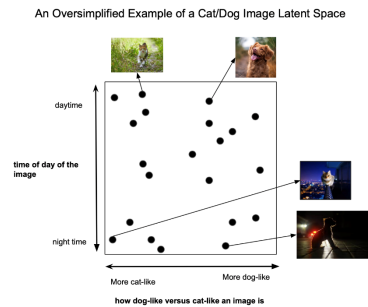 An Oversimplified Example of a Cat/Dog Image Latent Space
daytime
time of day of the
image
night time
More cat-like
More dog-like
how dog-like versus cat-like an image is